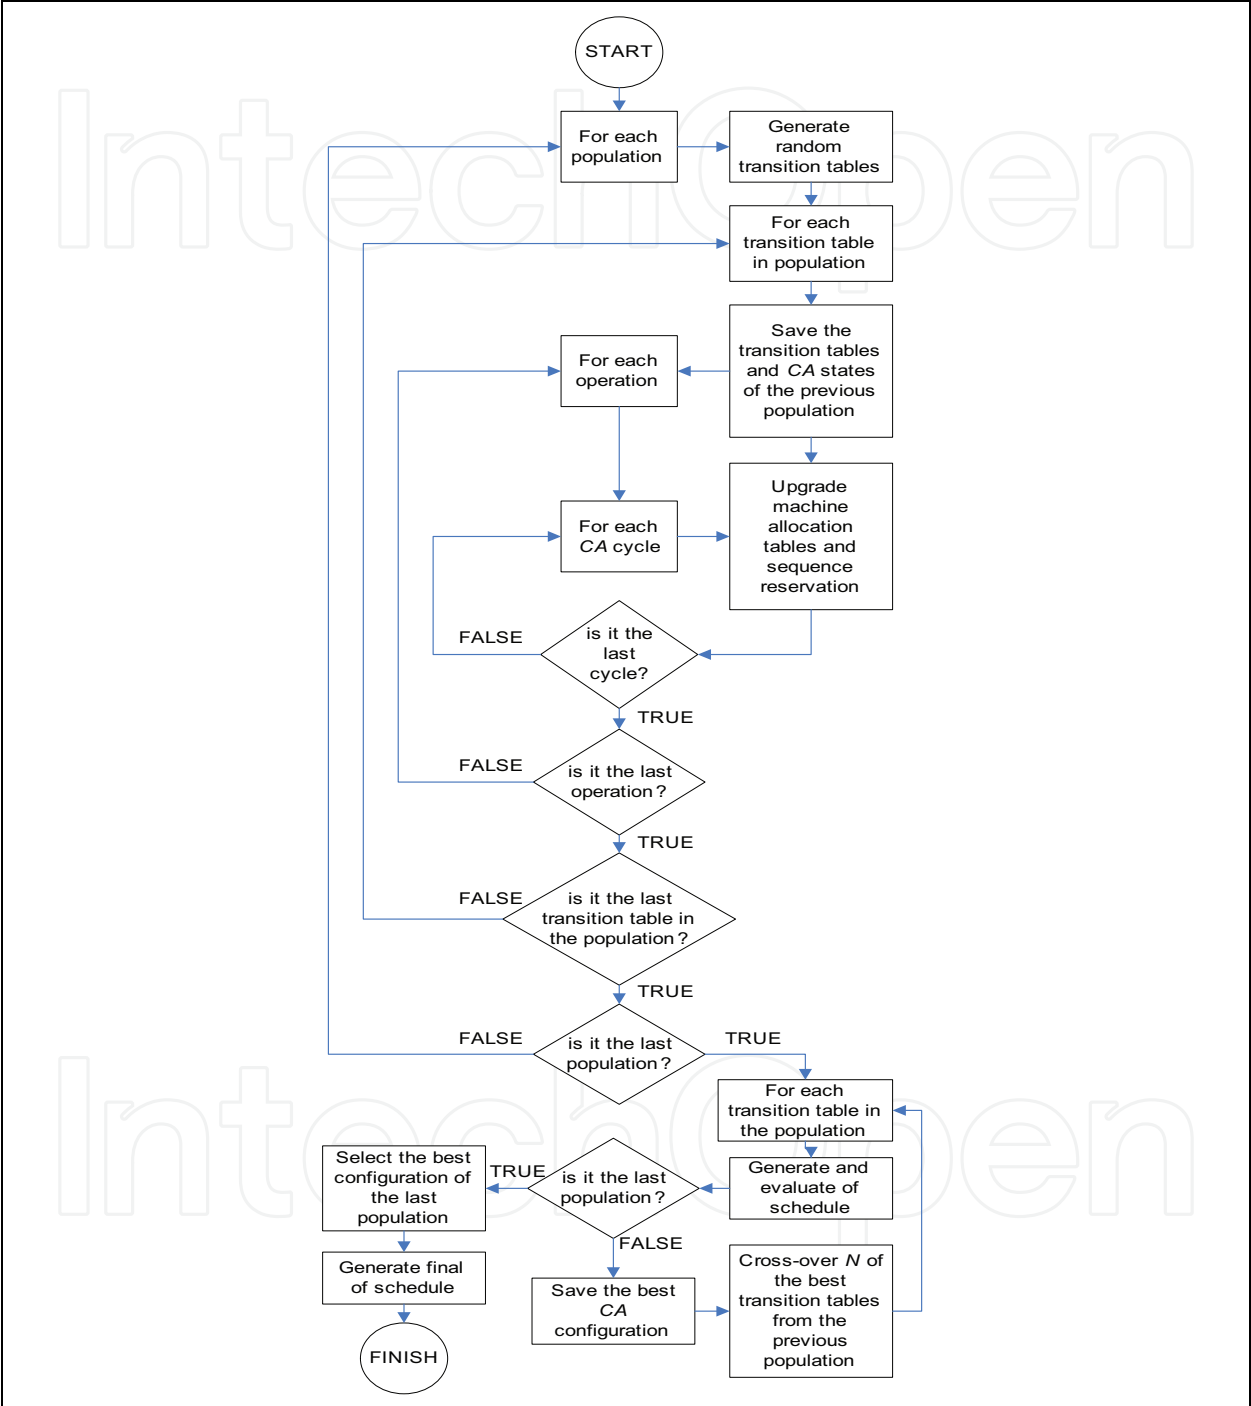 START
For each
population
Generate
random
transition tables
For each
transition table
in population
Save the
transition tables
and CA states
of the previous
population
For each
operation
Upgrade
machine
allocation
tables and
sequence
reservation
For each
CA cycle
is it the
last
cycle?
FALSE
TRUE
is it the last
operation?
FALSE
TRUE
is it the last
transition table in
the population?
FALSE
TRUE
is it the last
population?
FALSE
TRUE
For each
transition table in
the population
Generate and
evaluate of
schedule
is it the last
population?
TRUE
Select the best
configuration of
the last
population
Generate final
of schedule
FINISH
FALSE
Save the best
CA
configuration
Cross-over N of
the best
transition tables
from the
previous
population
IntechOpen
IntechOpen